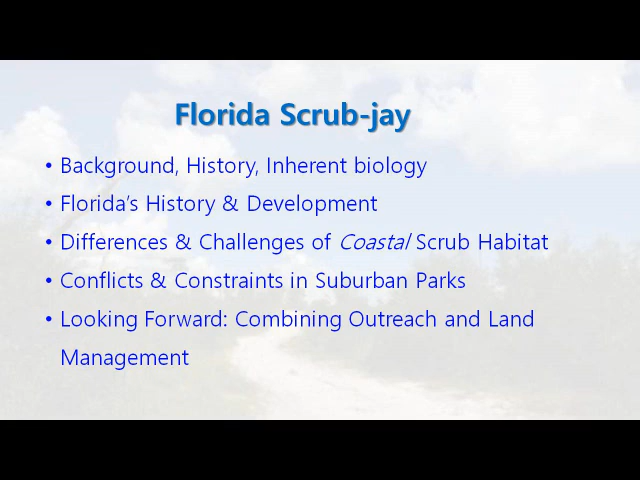 Florida Scrub-jay
• Background, History, Inherent biology
• Florida's History & Development
• Differences & Challenges of Coastal Scrub Habitat
• Conflicts & Constraints in Suburban Parks
• Looking Forward: Combining Outreach and Land
Management